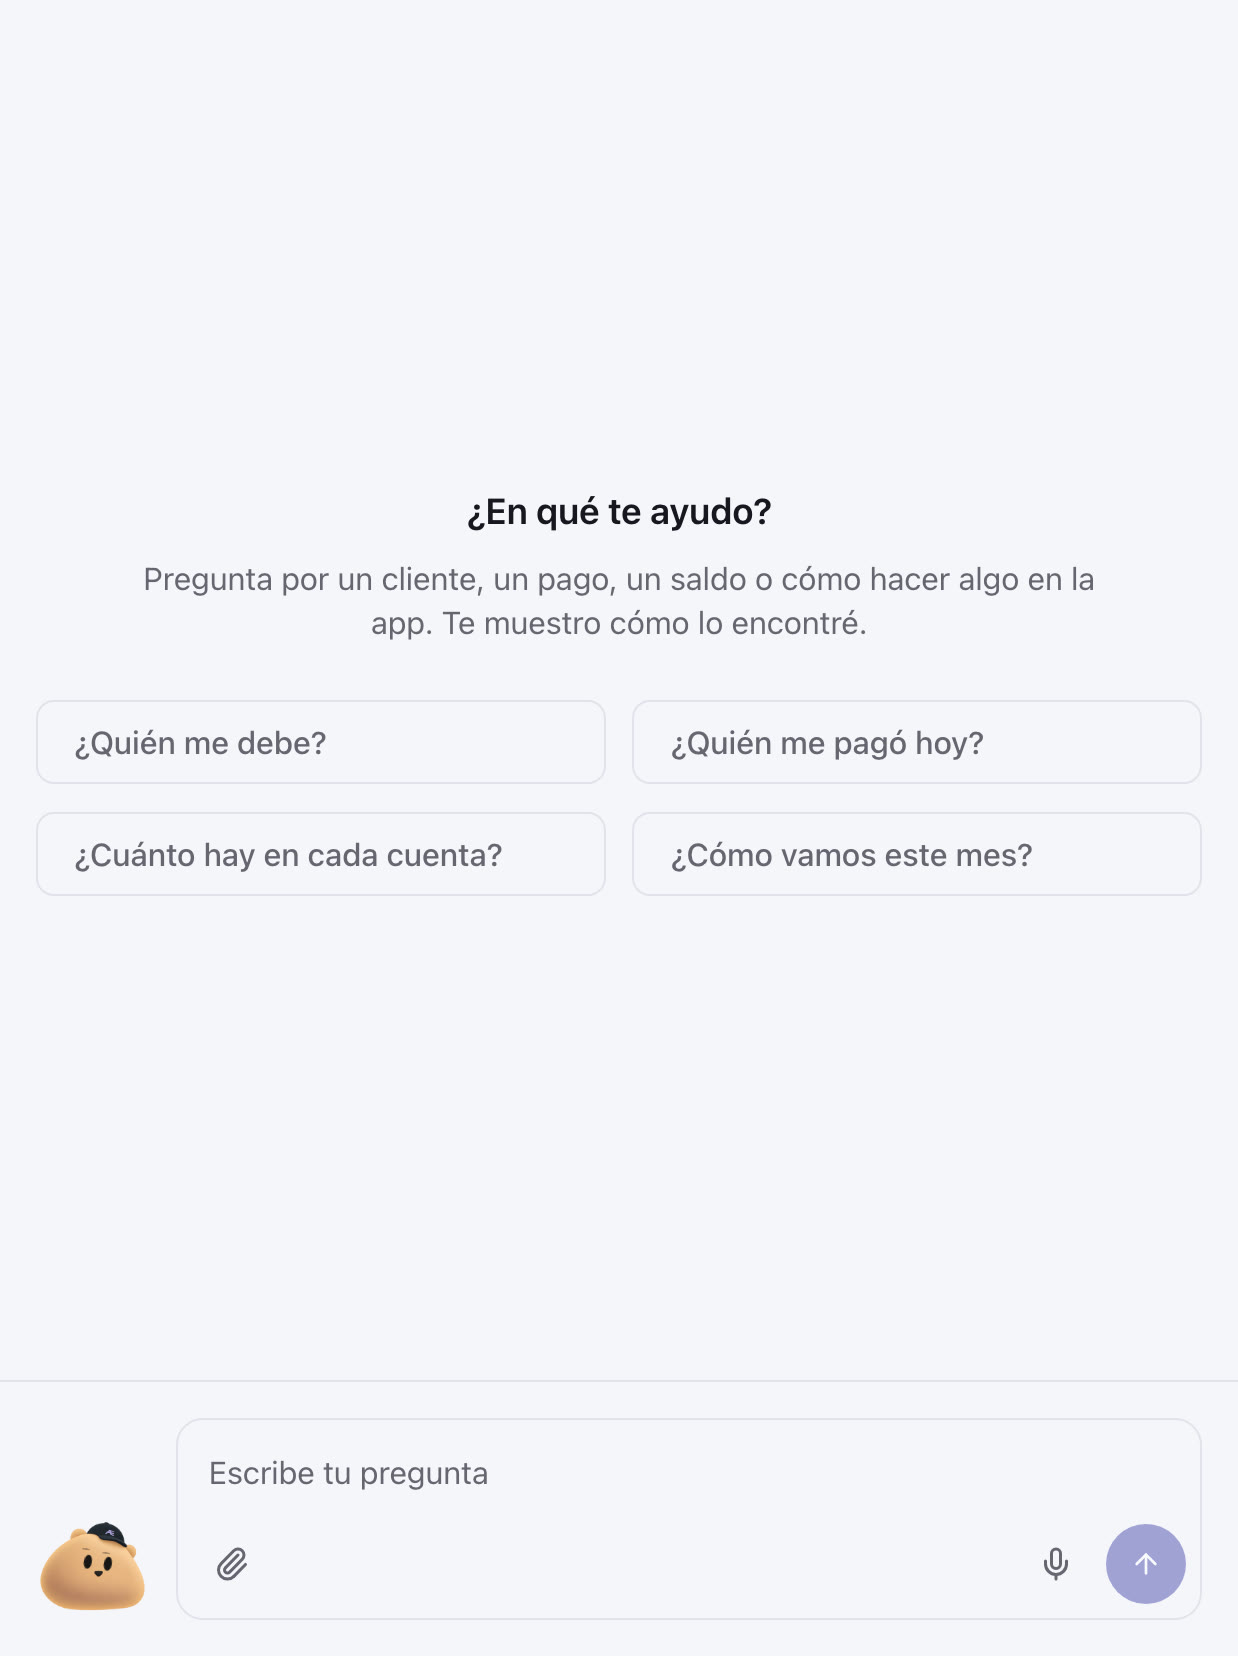 ¿En qué te ayudo?
Pregunta por un cliente, un pago, un saldo o cómo hacer algo en la
app. Te muestro cómo lo encontré.
¿Quién me debe?
¿Quién me pagó hoy?
¿Cuánto hay en cada cuenta?
¿Cómo vamos este mes?
Escribe tu pregunta